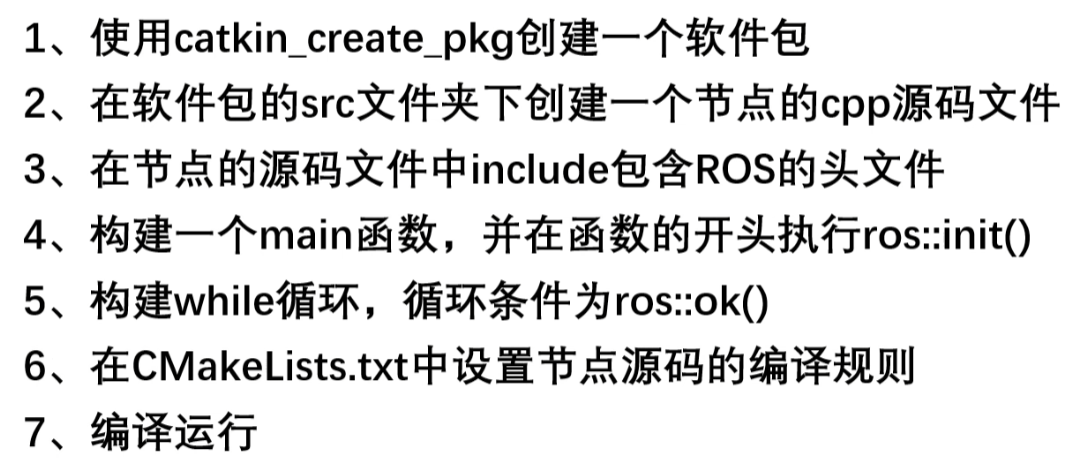 1、使用catkin_create_pkg创建一个软件包
2、在软件包的src文件夹下创建一个节点的cpp源码文件
3、在节点的源码文件中include包含ROS的头文件
4、构建一个main函数，并在函数的开头执行ros::init()
5、构建while循环，循环条件为ros::ok()
6、在CMakeLists.txt中设置节点源码的编译规则
7、编译运行